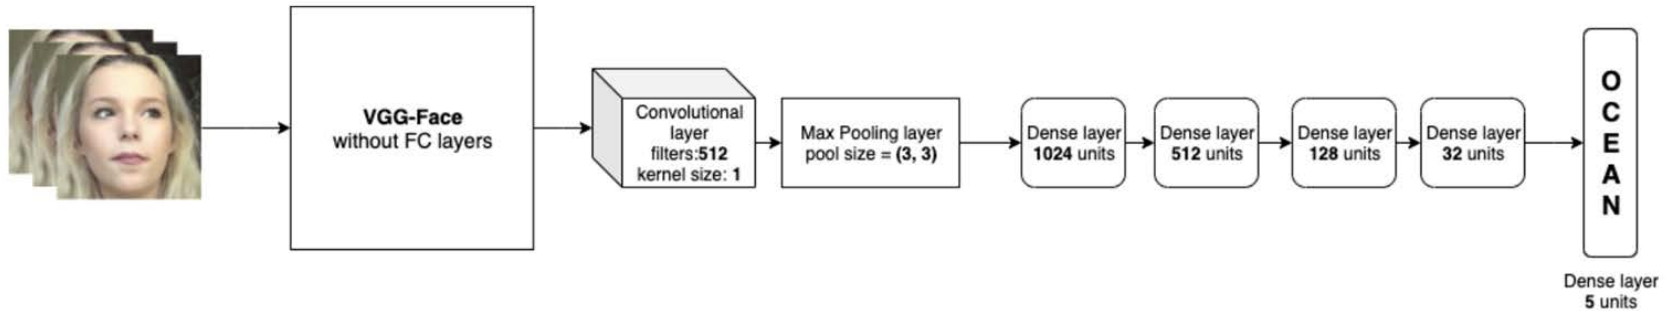 VGG-Face
without FC layers
Convolutional
layer
filters:512
kernel size: 1
Max Pooling layer
pool size = (3, 3)
Dense layer
1024 units
Dense layer
512 units
Dense layer
128 units
Dense layer
32 units
O
C
E
A
N
Dense layer
5 units